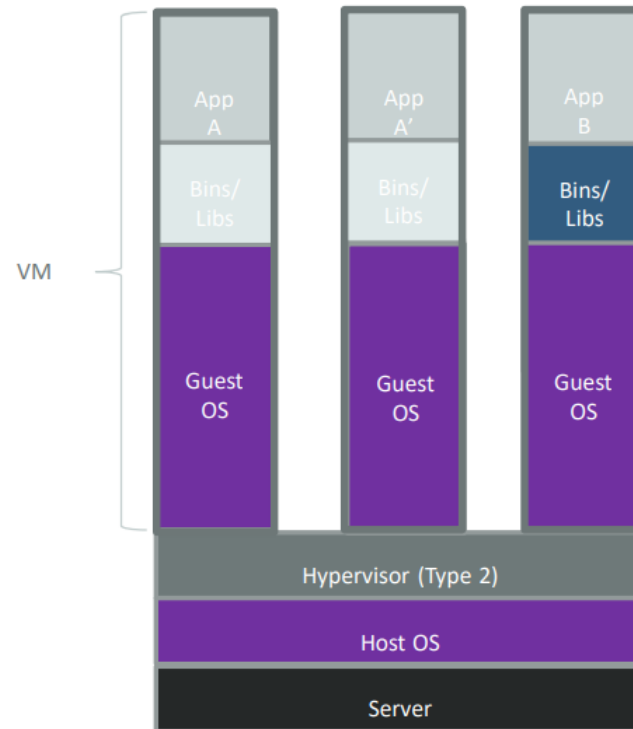 App
A
App
A’
App
B
Bins/
Libs
Bins/
Libs
Bins/
Libs
VM
Guest
OS
Guest
OS
Guest
OS
Hypervisor (Type 2)
Host OS
Server